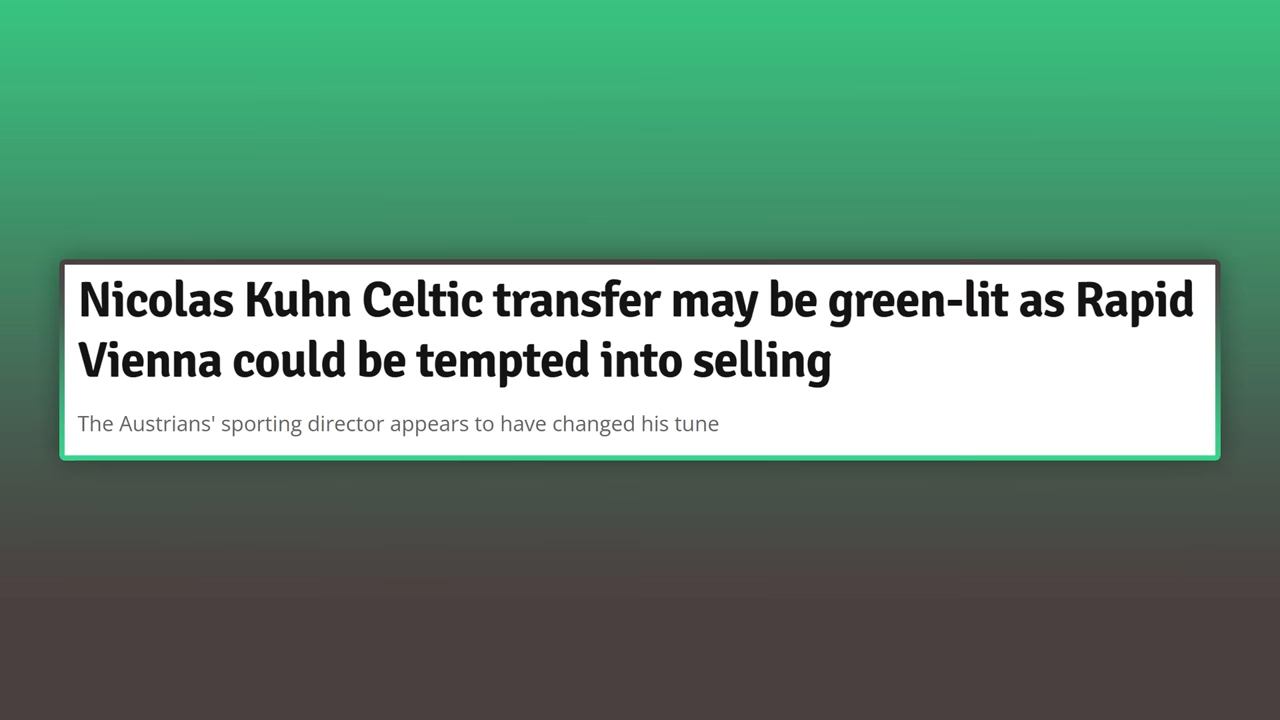 Nicolas Kuhn Celtic transfer may be green-lit as Rapid
Vienna could be tempted into selling
The Austrians' sporting director appears to have changed his tune